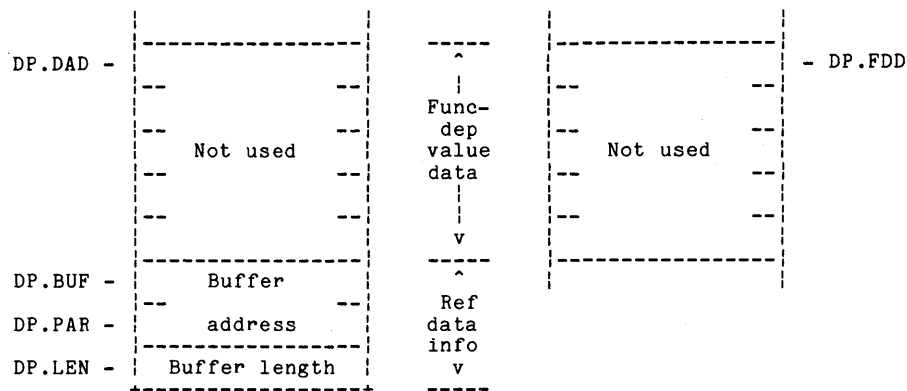 DP.DAD -
- DP.FDD
Func-
dep
Not used value Not used
data
v
DP.BUF - Buffer
Ref
DP.PAR - address data
info
DP.LEN - Buffer length v